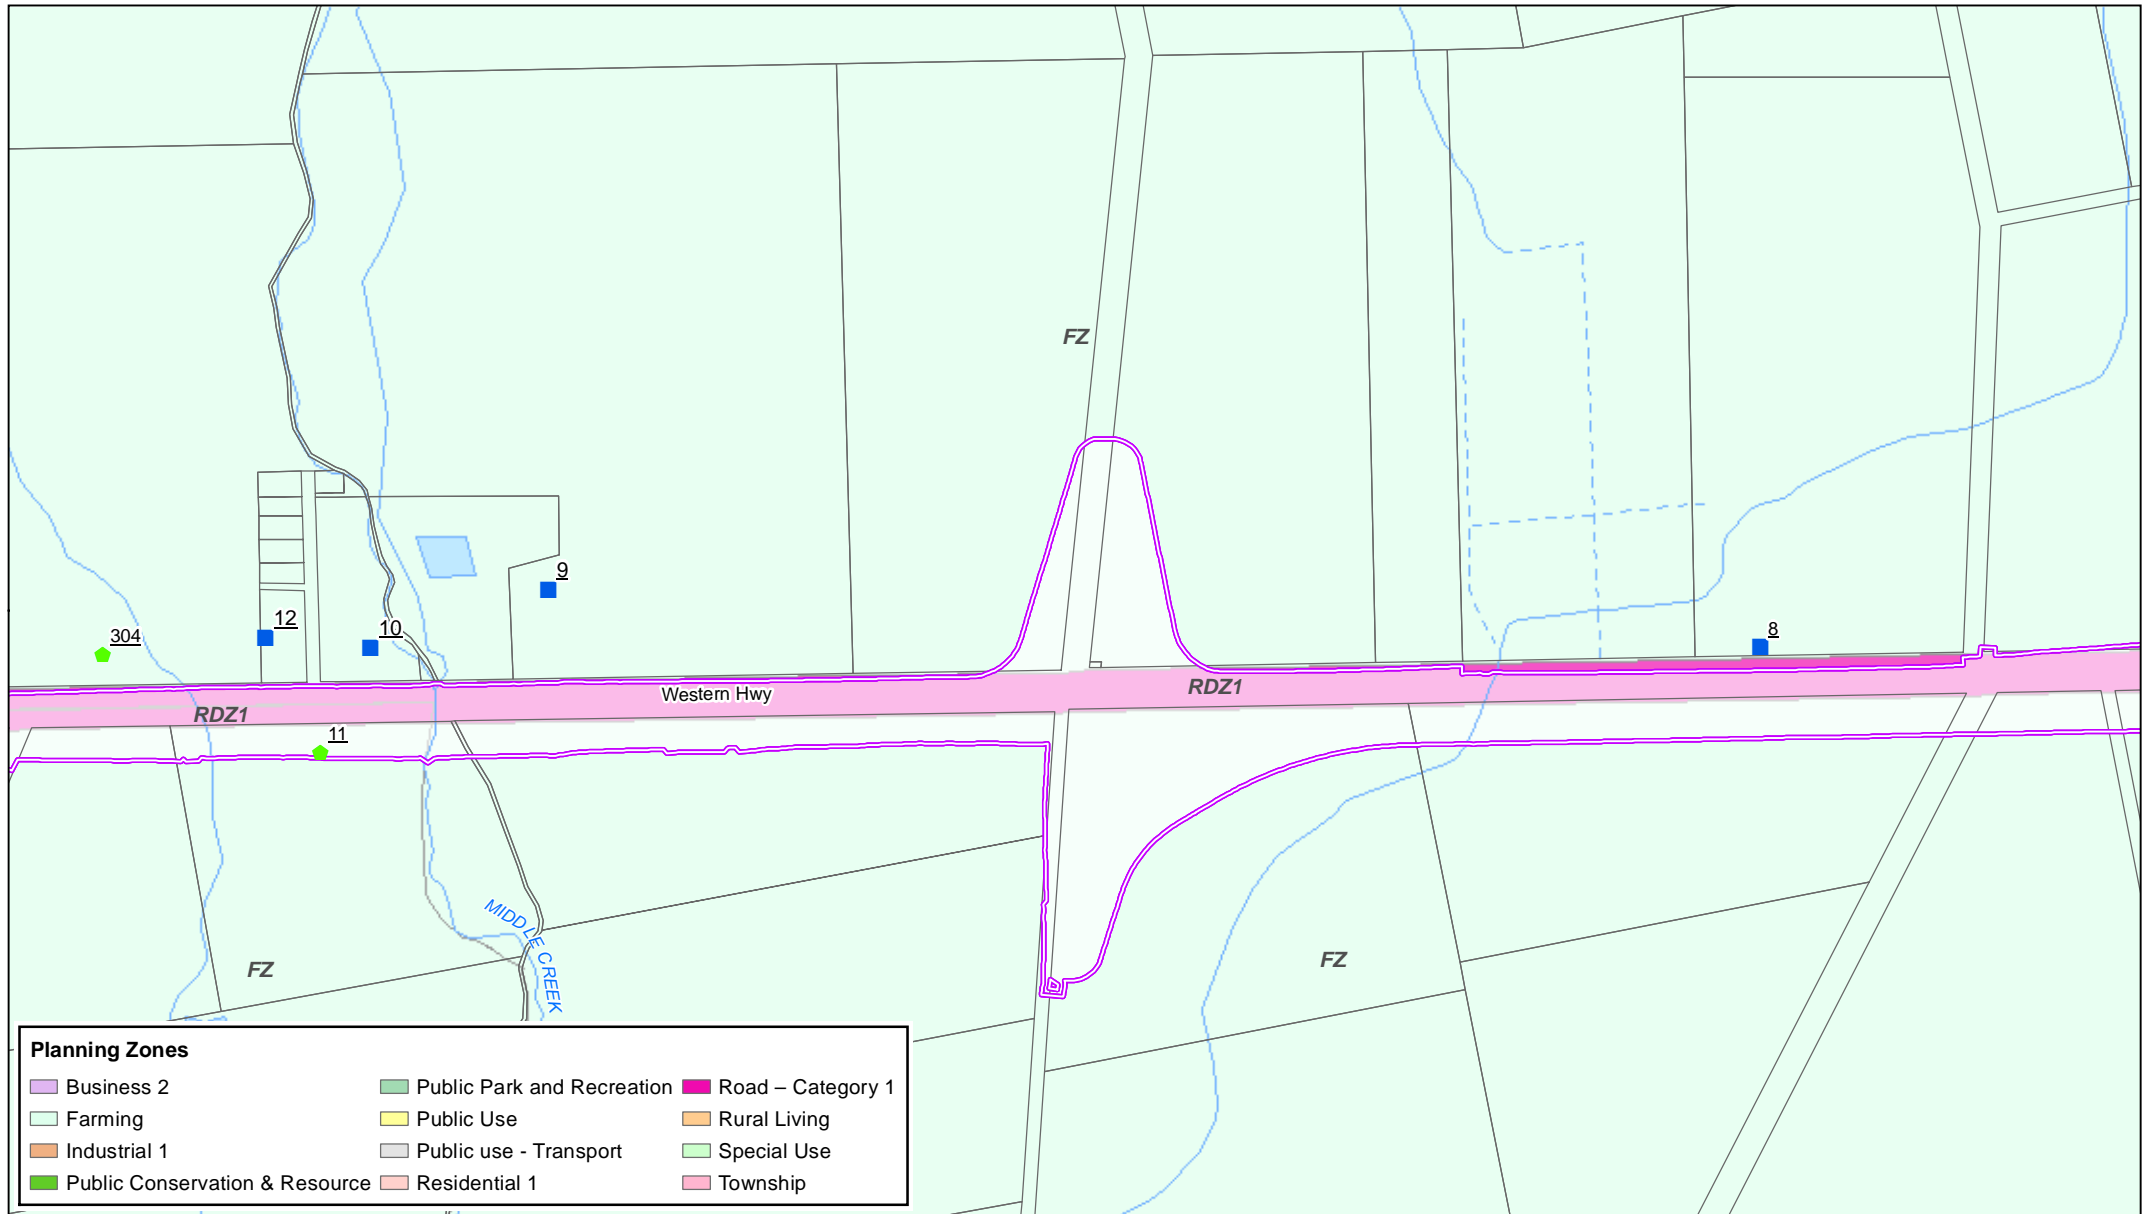 FZ
9
12
10
304
8
Western Hwy
RDZ1
RDZ1
11
MIDDLE CREEK
FZ
FZ
Planning Zones
Business 2
Farming
Industrial 1
Public Conservation & Resource
Public Park and Recreation
Public Use
Public use - Transport
Residential 1
Road – Category 1
Rural Living
Special Use
Township